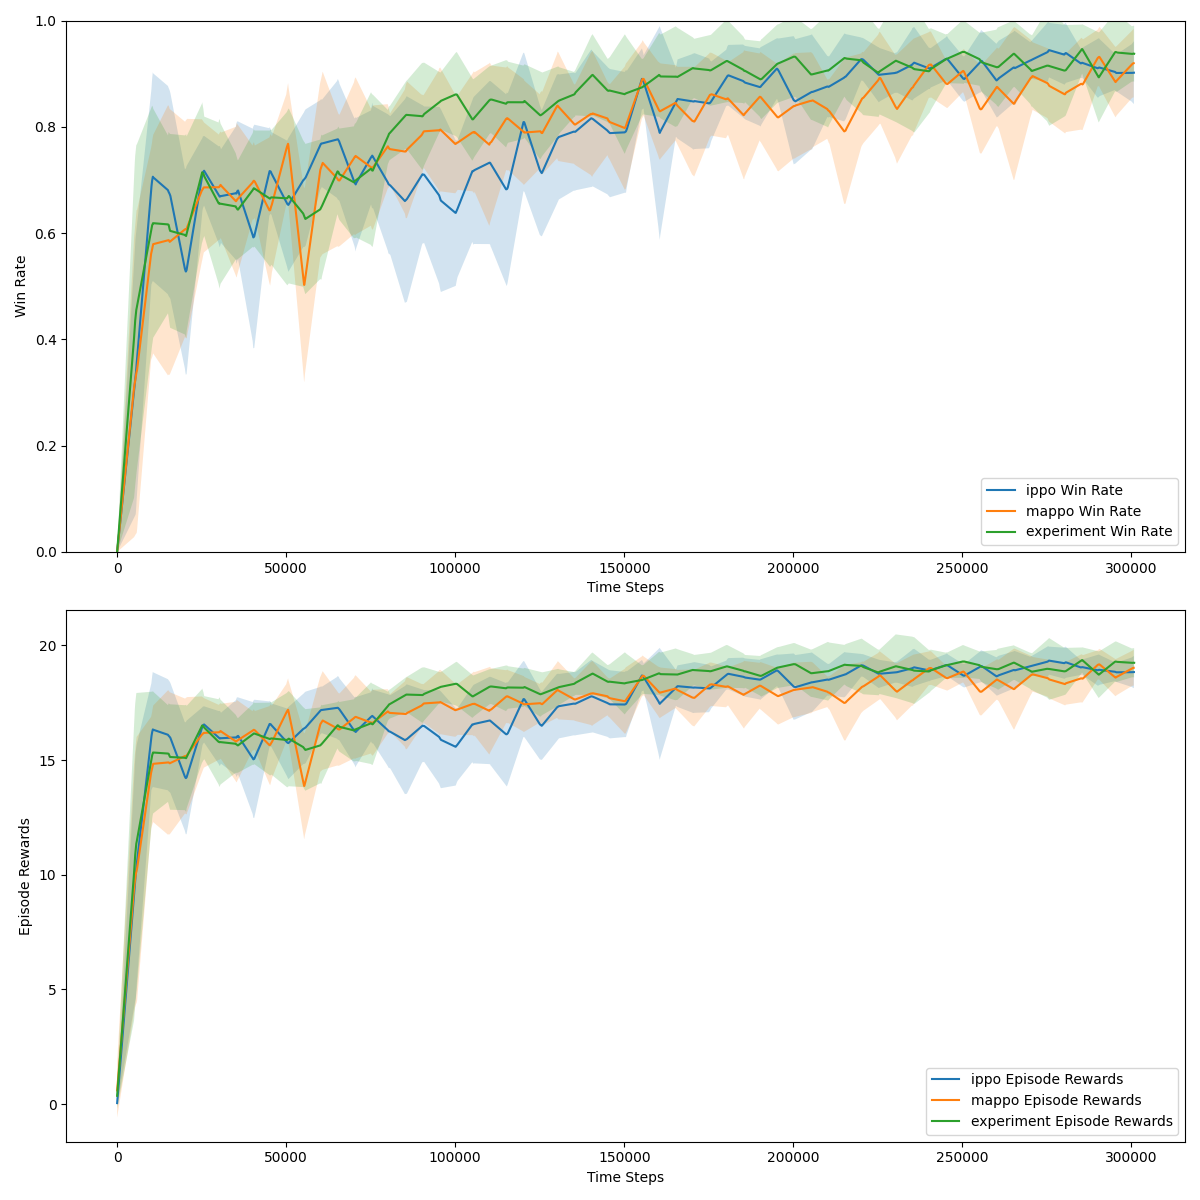 1.0
0.8
0.6
0.4
0.2
0.0
Win Rate
0 50000 100000 150000 200000 250000 300000
Time Steps
ippo Win Rate
mappo Win Rate
experiment Win Rate
20
15
10
5
0
Episode Rewards
0 50000 100000 150000 200000 250000 300000
Time Steps
ippo Episode Rewards
mappo Episode Rewards
experiment Episode Rewards